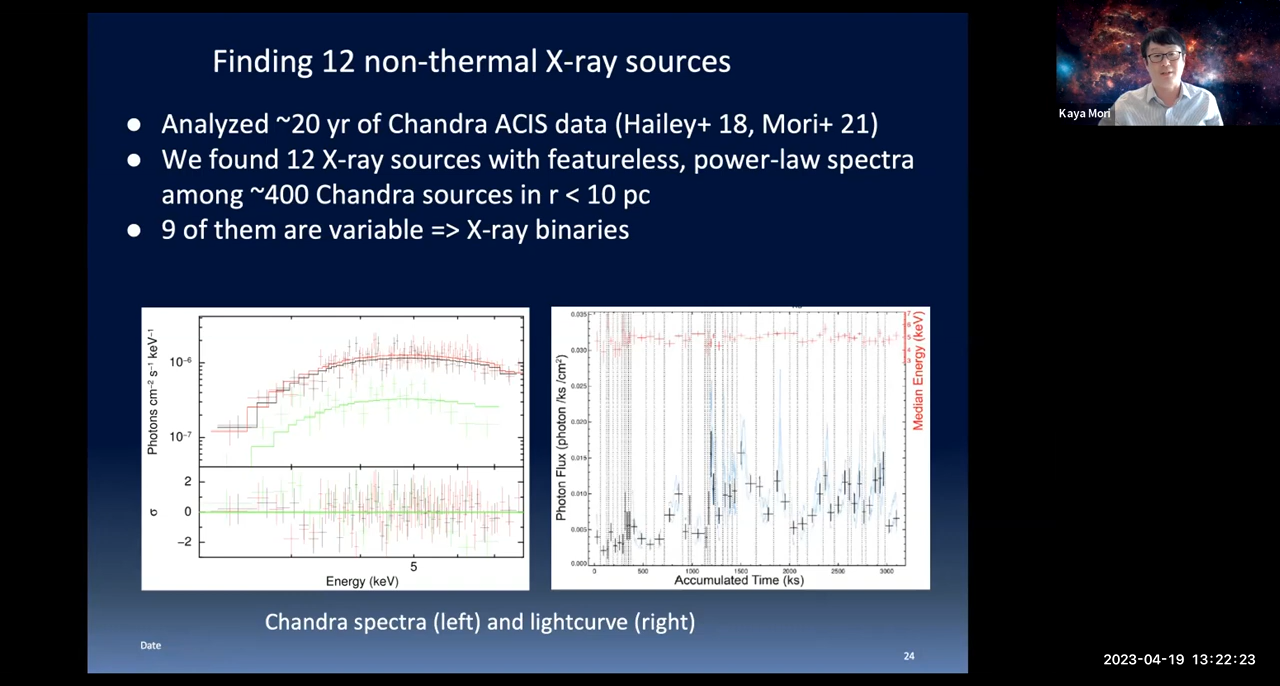 Finding 12 non-thermal X-ray sources
● Analyzed ~20 yr of Chandra ACIS data (Hailey+ 18, Mori+ 21)
● We found 12 X-ray sources with featureless, power-law spectra
among ~400 Chandra sources in r < 10 pc
● 9 of them are variable => X-ray binaries
Photons cm⁻² s⁻¹ keV⁻¹
10⁻⁶
10⁻⁷
σ
2
0
−2
5
Energy (keV)
Photon Flux (photon /ks /cm²)
0.035
0.030
0.025
0.020
0.015
0.010
0.005
0.000
0
500
1000
1500
2000
2500
3000
Accumulated Time (ks)
7
6
5
4
3
Median Energy (keV)
Chandra spectra (left) and lightcurve (right)
Date
24
Kaya Mori
2023-04-19 13:22:23